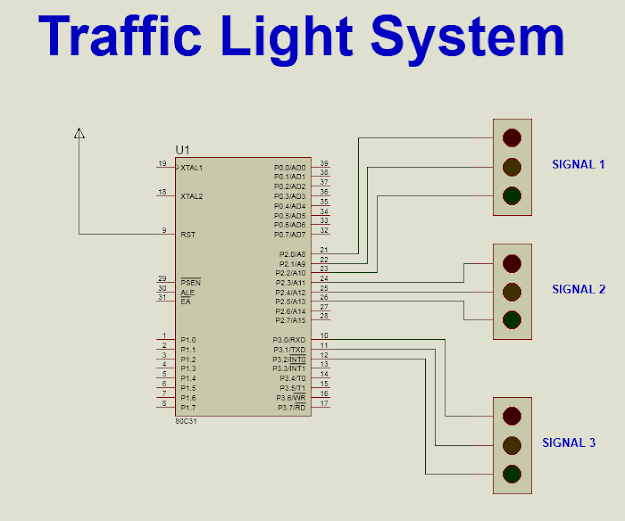 Traffic Light System
U1
19 XTAL1
18 XTAL2
9 RST
29 PSEN
30 ALE
31 EA
1 P1.0
2 P1.1
3 P1.2
4 P1.3
5 P1.4
6 P1.5
7 P1.6
8 P1.7
P0.0/AD0 39
P0.1/AD1 38
P0.2/AD2 37
P0.3/AD3 36
P0.4/AD4 35
P0.5/AD5 34
P0.6/AD6 33
P0.7/AD7 32
P2.0/A8 21
P2.1/A9 22
P2.2/A10 23
P2.3/A11 24
P2.4/A12 25
P2.5/A13 26
P2.6/A14 27
P2.7/A15 28
P3.0/RXD 10
P3.1/TXD 11
P3.2/INT0 12
P3.3/INT1 13
P3.4/T0 14
P3.5/T1 15
P3.6/WR 16
P3.7/RD 17
80C31
SIGNAL 1
SIGNAL 2
SIGNAL 3